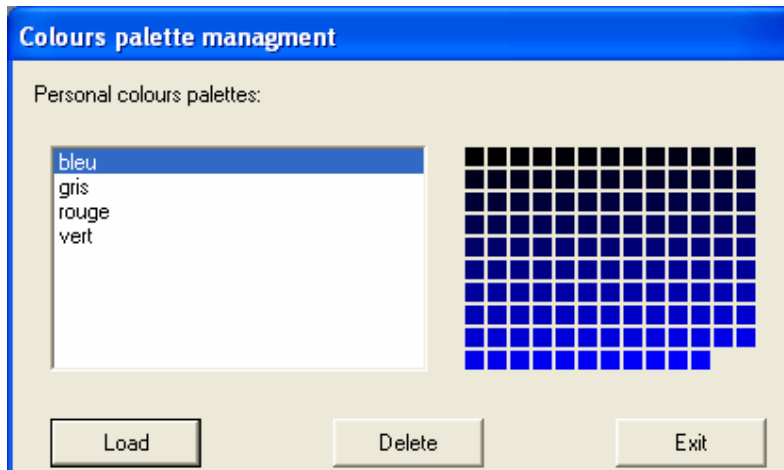 Colours palette managment
Personal colours palettes:
bleu
gris
rouge
vert
Load Delete Exit